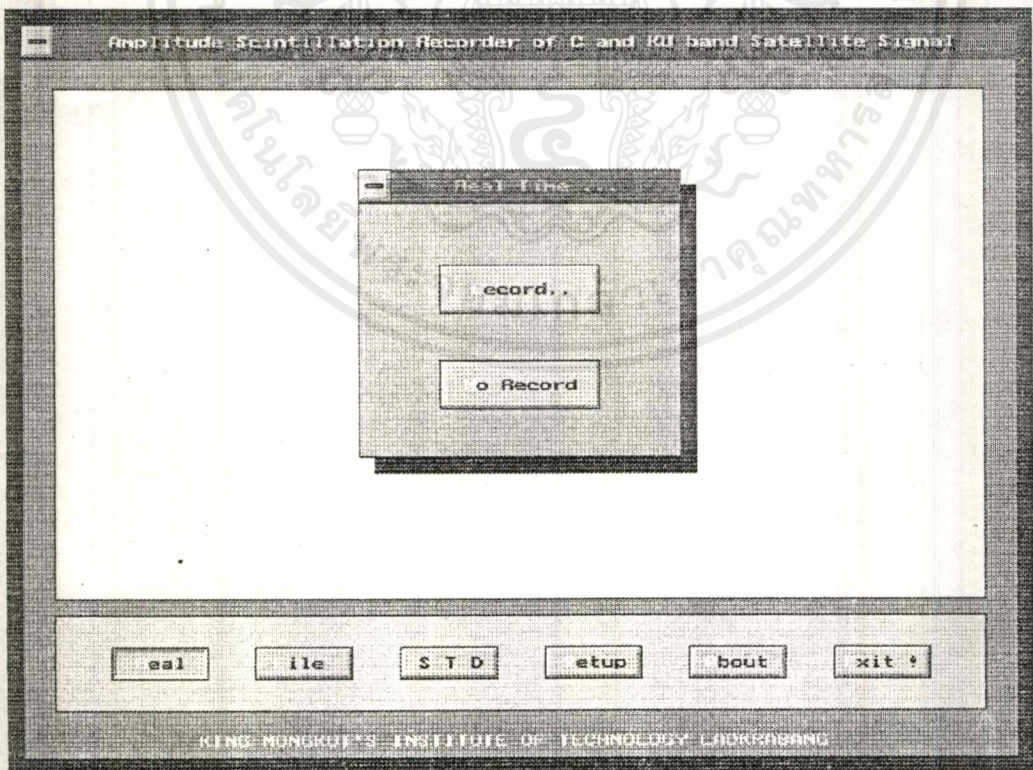 Amplitude Scintillation Recorder of C and KU band Satellite Signal
Real Time ...
ecord..
o Record
eal ile S T D etup bout xit !
KING MONGKUT'S INSTITUTE OF TECHNOLOGY LADKRABANG